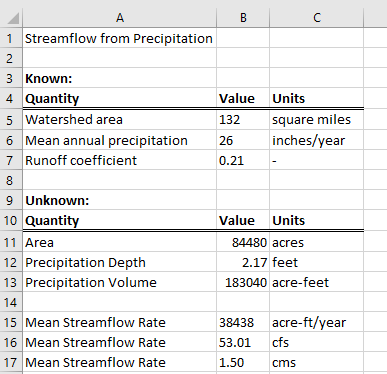 A B C
1 Streamflow from Precipitation
2
3 Known:
4 Quantity Value Units
5 Watershed area 132 square miles
6 Mean annual precipitation 26 inches/year
7 Runoff coefficient 0.21 -
8
9 Unknown:
10 Quantity Value Units
11 Area 84480 acres
12 Precipitation Depth 2.17 feet
13 Precipitation Volume 183040 acre-feet
14
15 Mean Streamflow Rate 38438 acre-ft/year
16 Mean Streamflow Rate 53.01 cfs
17 Mean Streamflow Rate 1.50 cms